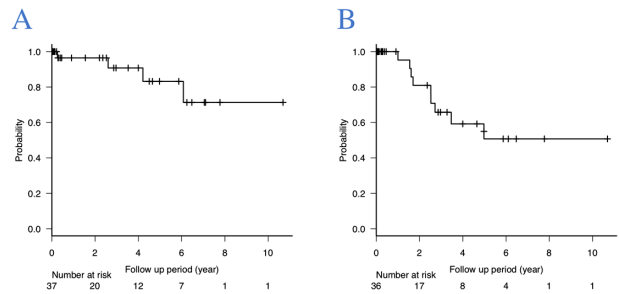 A
1.0
0.8
0.6
0.4
0.2
0.0
Probability
0 2 4 6 8 10
Follow up period (year)
Number at risk
37 20 12 7 1 1
B
1.0
0.8
0.6
0.4
0.2
0.0
Probability
0 2 4 6 8 10
Follow up period (year)
Number at risk
36 17 8 4 1 1